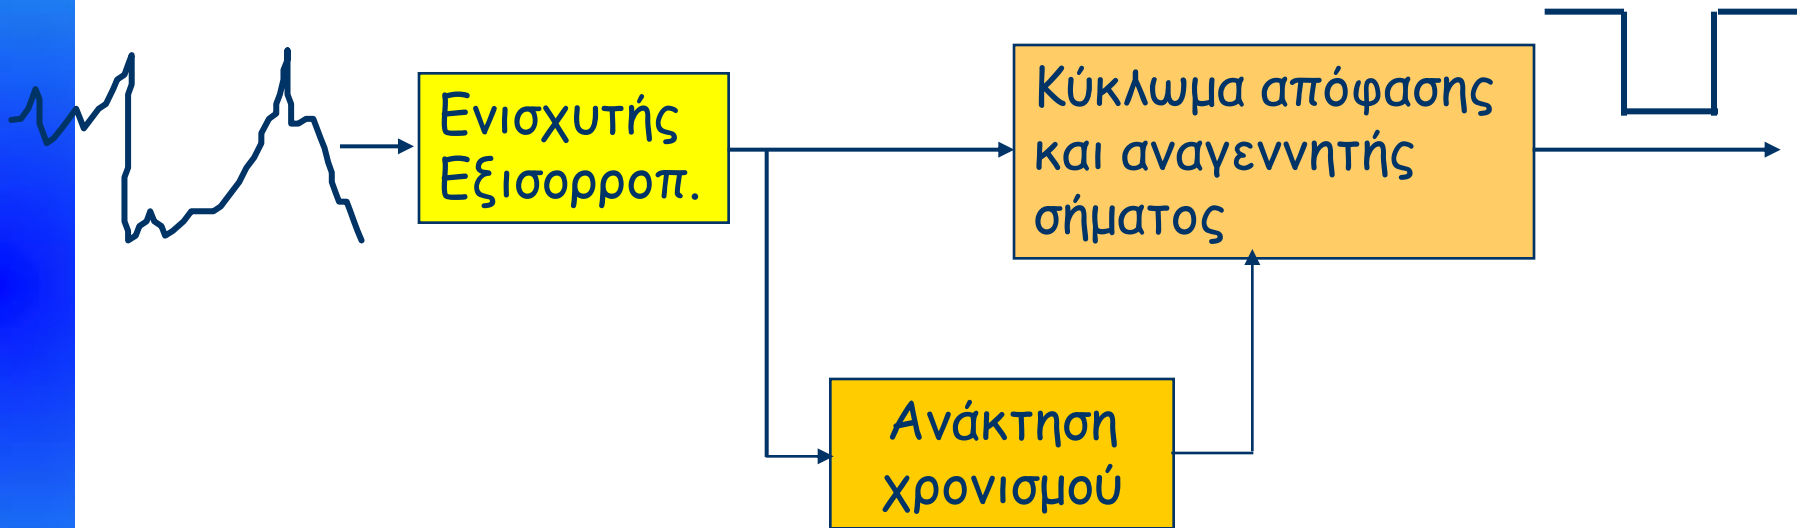 Ενισχυτής
Εξισορροπ.
Κύκλωμα απόφασης
και αναγεννητής
σήματος
Ανάκτηση
χρονισμού